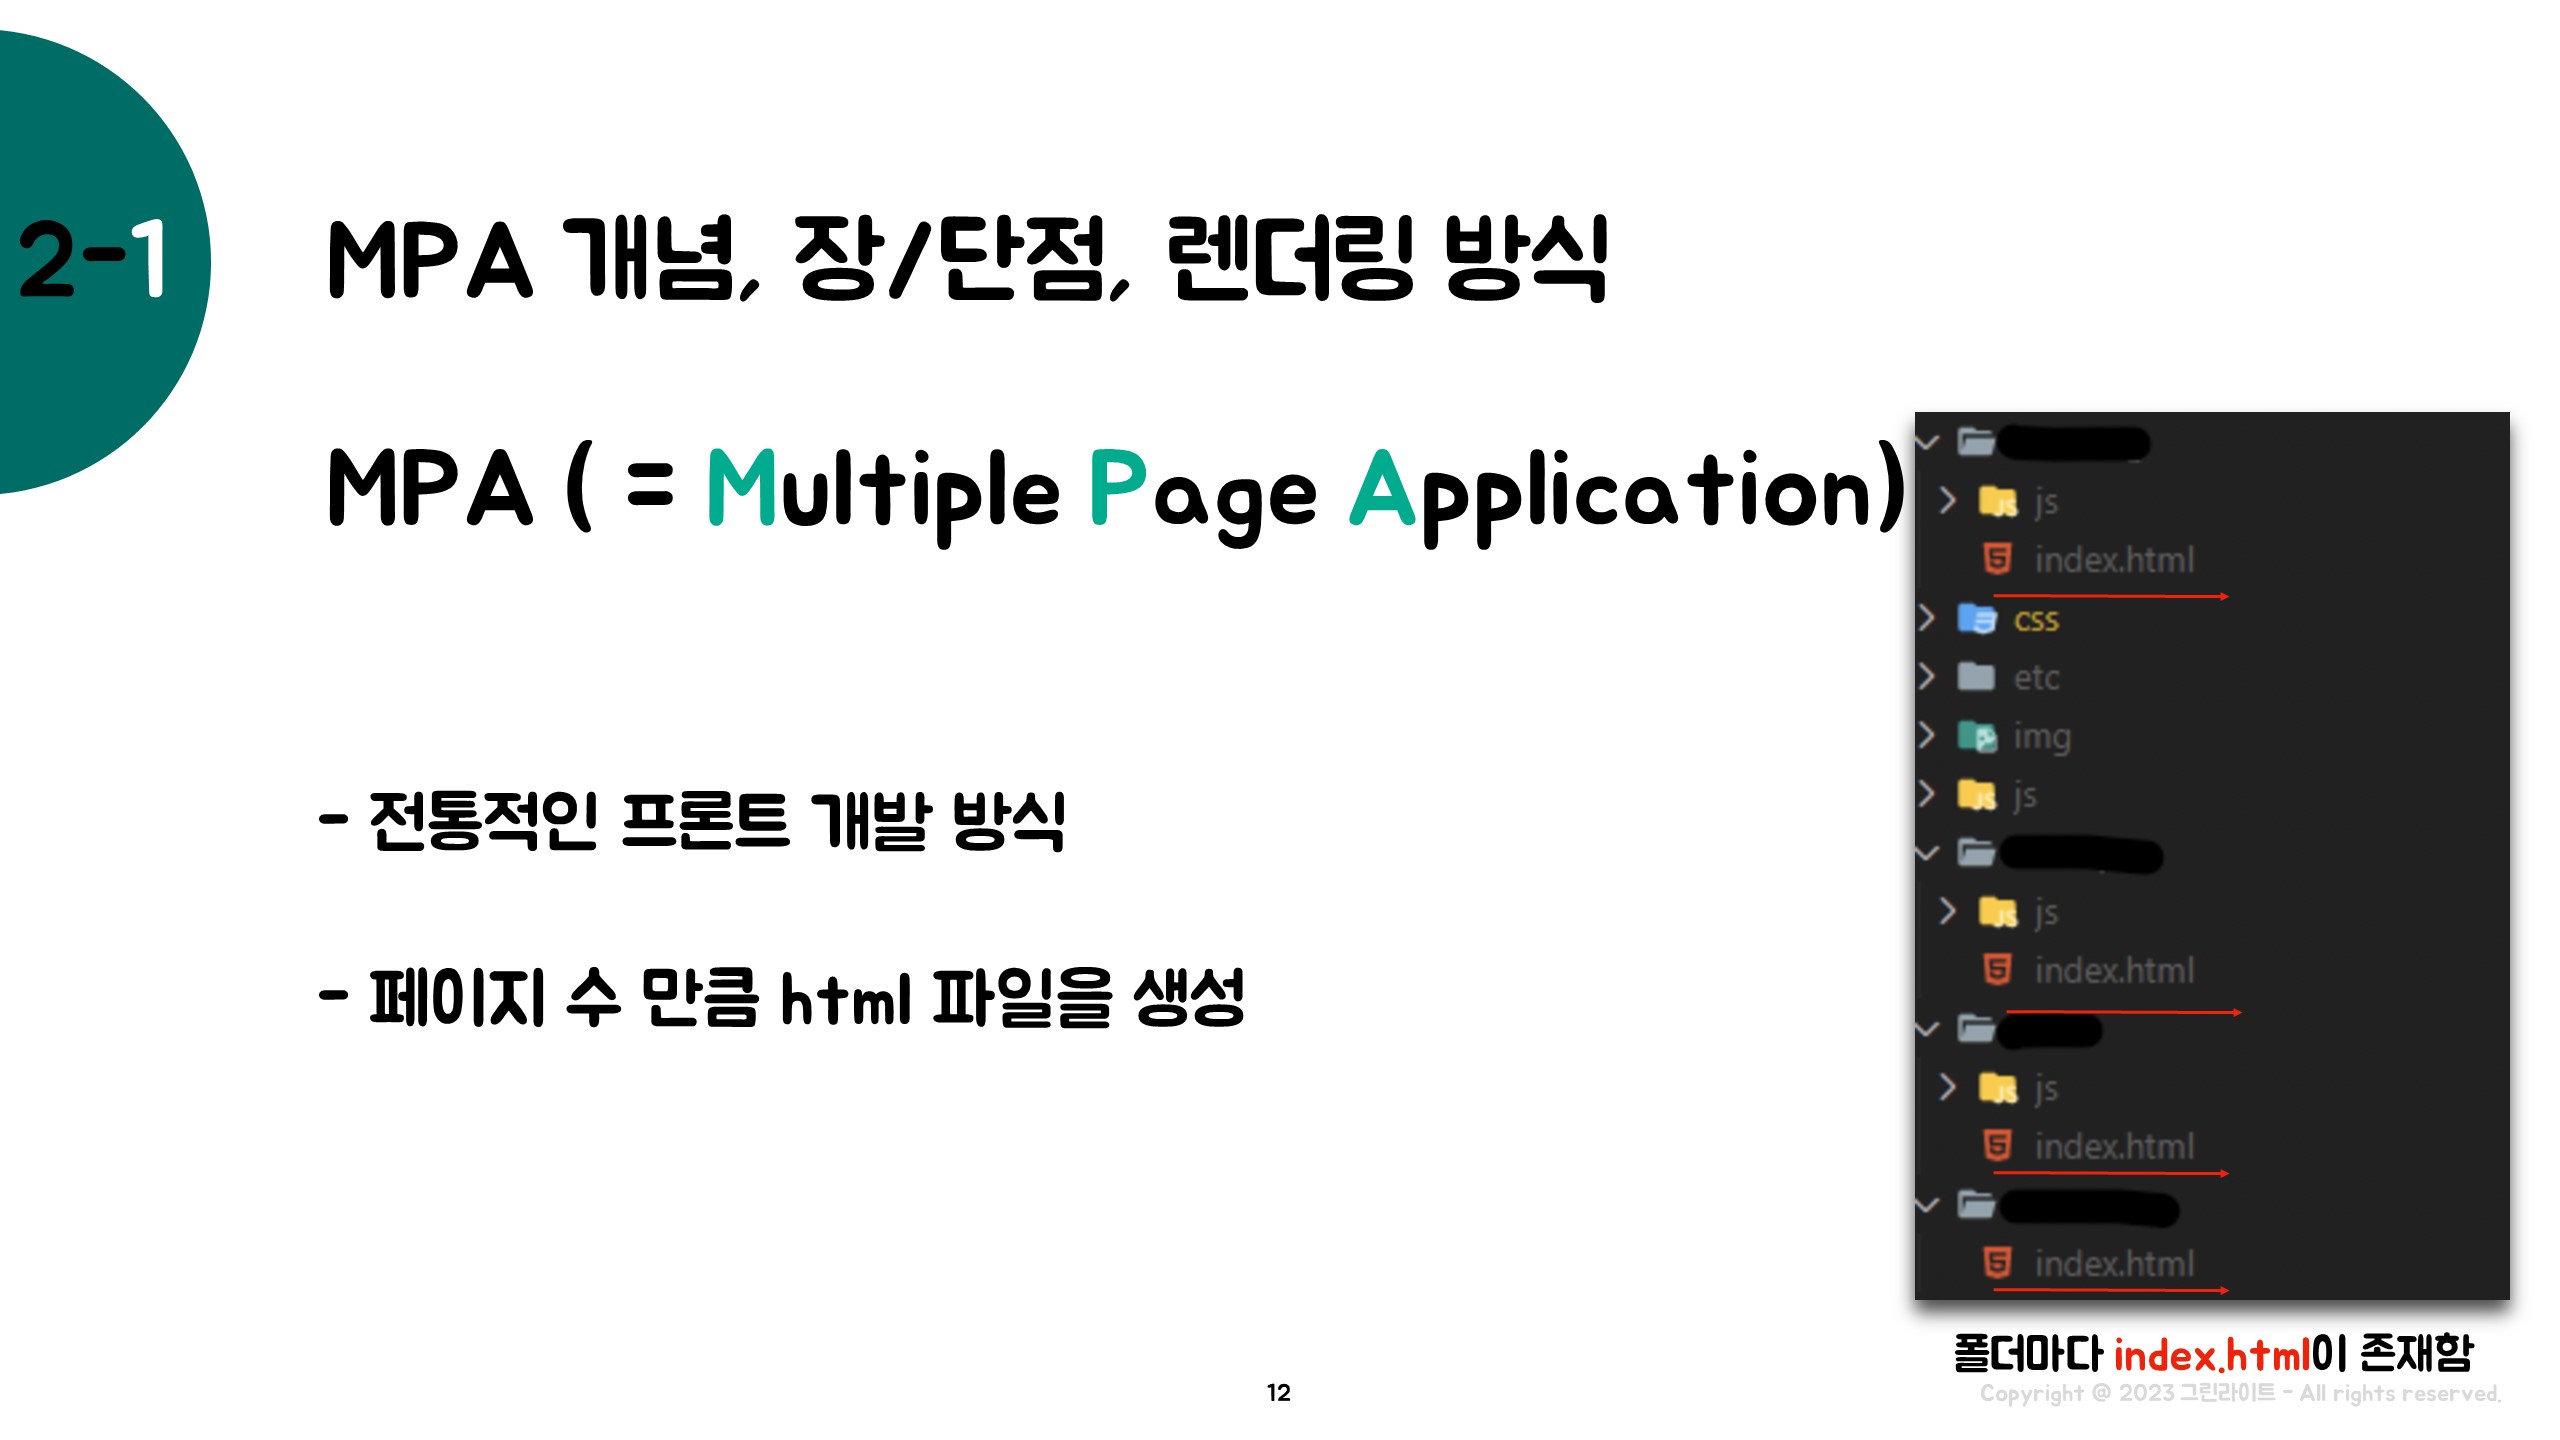 2-1
MPA 개념, 장/단점, 렌더링 방식
MPA ( = Multiple Page Application)
- 전통적인 프론트 개발 방식
- 페이지 수 만큼 html 파일을 생성
js
index.html
css
etc
img
js
js
index.html
js
index.html
index.html
폴더마다 index.html이 존재함
12
Copyright @ 2023 그린라이트 - All rights reserved.